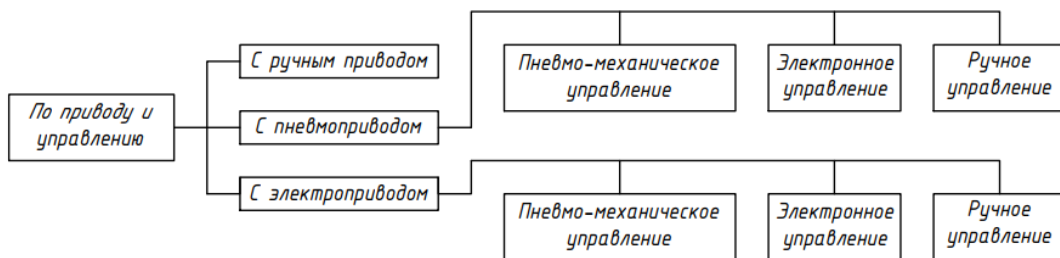 По приводу и
управлению
С ручным приводом
С пневмоприводом
С электроприводом
Пневмо-механическое
управление
Электронное
управление
Ручное
управление
Пневмо-механическое
управление
Электронное
управление
Ручное
управление